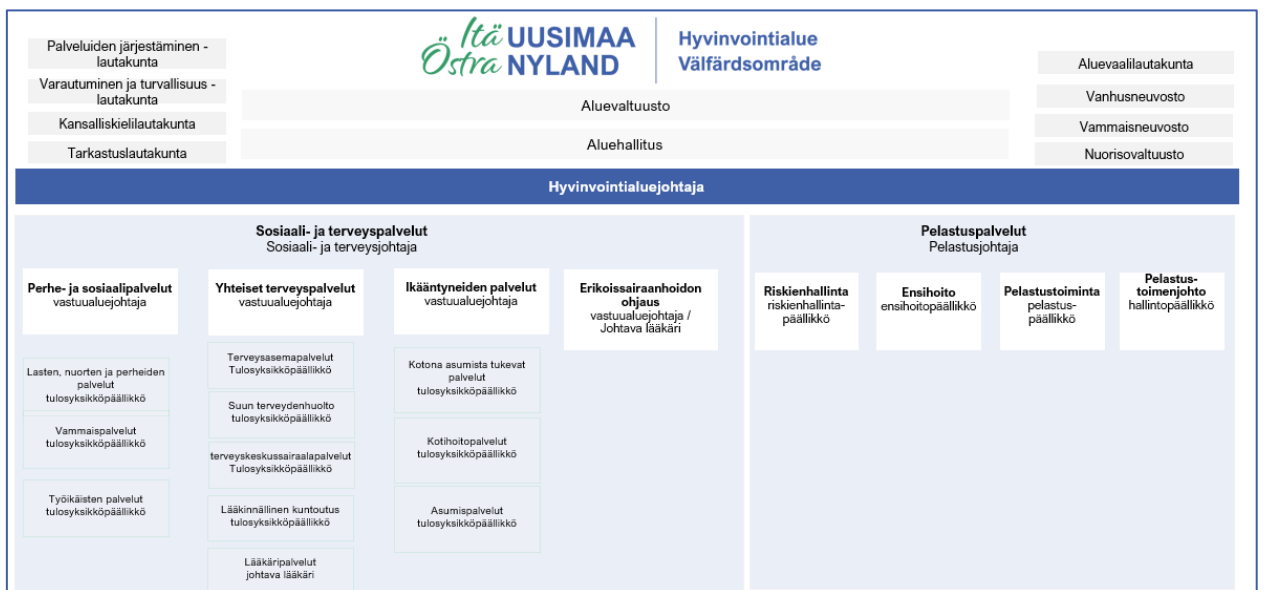 Palveluiden järjestäminen -
lautakunta
Varautuminen ja turvallisuus -
lautakunta
Kansalliskielilautakunta
Tarkastuslautakunta
Itä UUSIMAA
Östra NYLAND
Hyvinvointialue
Välfärdsområde
Aluevaltuusto
Aluehallitus
Aluevaalilautakunta
Vanhusneuvosto
Vammaisneuvosto
Nuorisovaltuusto
Hyvinvointialuejohtaja
Sosiaali- ja terveyspalvelut
Sosiaali- ja terveysjohtaja
Perhe- ja sosiaalipalvelut
vastuualuejohtaja
Lasten, nuorten ja perheiden
palvelut
tulosyksikköpäällikkö
Vammaispalvelut
tulosyksikköpäällikkö
Työikäisten palvelut
tulosyksikköpäällikkö
Yhteiset terveyspalvelut
vastuualuejohtaja
Terveysasemapalvelut
Tulosyksikköpäällikkö
Suun terveydenhuolto
tulosyksikköpäällikkö
terveyskeskussairaalapalvelut
Tulosyksikköpäällikkö
Lääkinnällinen kuntoutus
tulosyksikköpäällikkö
Lääkäripalvelut
johtava lääkäri
Ikääntyneiden palvelut
vastuualuejohtaja
Kotona asumista tukevat
palvelut
tulosyksikköpäällikkö
Kotihoitopalvelut
tulosyksikköpäällikkö
Asumispalvelut
tulosyksikköpäällikkö
Erikoissairaanhoidon
ohjaus
vastuualuejohtaja /
Johtava lääkäri
Pelastuspalvelut
Pelastusjohtaja
Riskienhallinta
riskienhallinta-
päällikkö
Ensihoito
ensihoitopäällikkö
Pelastustoiminta
pelastus-
päällikkö
Pelastus-
toimenjohto
hallintopäällikkö